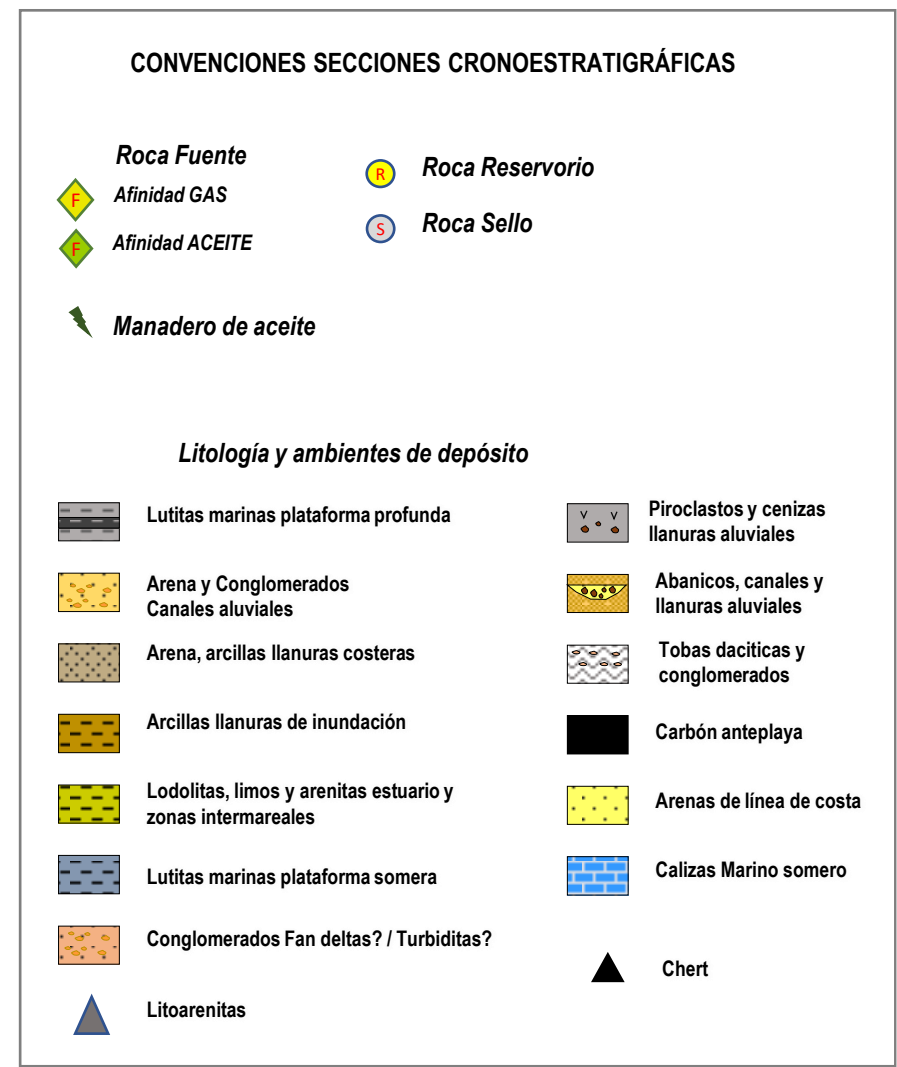 CONVENCIONES SECCIONES CRONOESTRATIGRÁFICAS
Roca Fuente
F Afinidad GAS
F Afinidad ACEITE
R Roca Reservorio
S Roca Sello
Manadero de aceite
Litología y ambientes de depósito
Lutitas marinas plataforma profunda
Arena y Conglomerados
Canales aluviales
Arena, arcillas llanuras costeras
Arcillas llanuras de inundación
Lodolitas, limos y arenitas estuario y
zonas intermareales
Lutitas marinas plataforma somera
Conglomerados Fan deltas? / Turbiditas?
Litoarenitas
Piroclastos y cenizas
llanuras aluviales
Abanicos, canales y
llanuras aluviales
Tobas daciticas y
conglomerados
Carbón anteplaya
Arenas de línea de costa
Calizas Marino somero
Chert